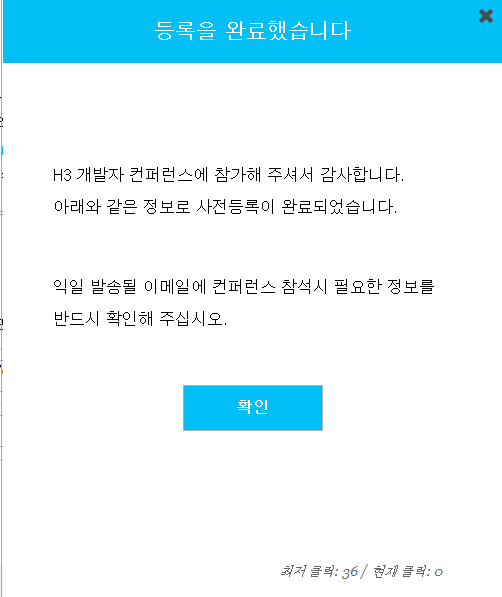 등록을 완료했습니다
H3 개발자 컨퍼런스에 참가해 주셔서 감사합니다.
아래와 같은 정보로 사전등록이 완료되었습니다.
익일 발송될 이메일에 컨퍼런스 참석시 필요한 정보를
반드시 확인해 주십시오.
확인
최저 클릭: 36 / 현재 클릭: 0